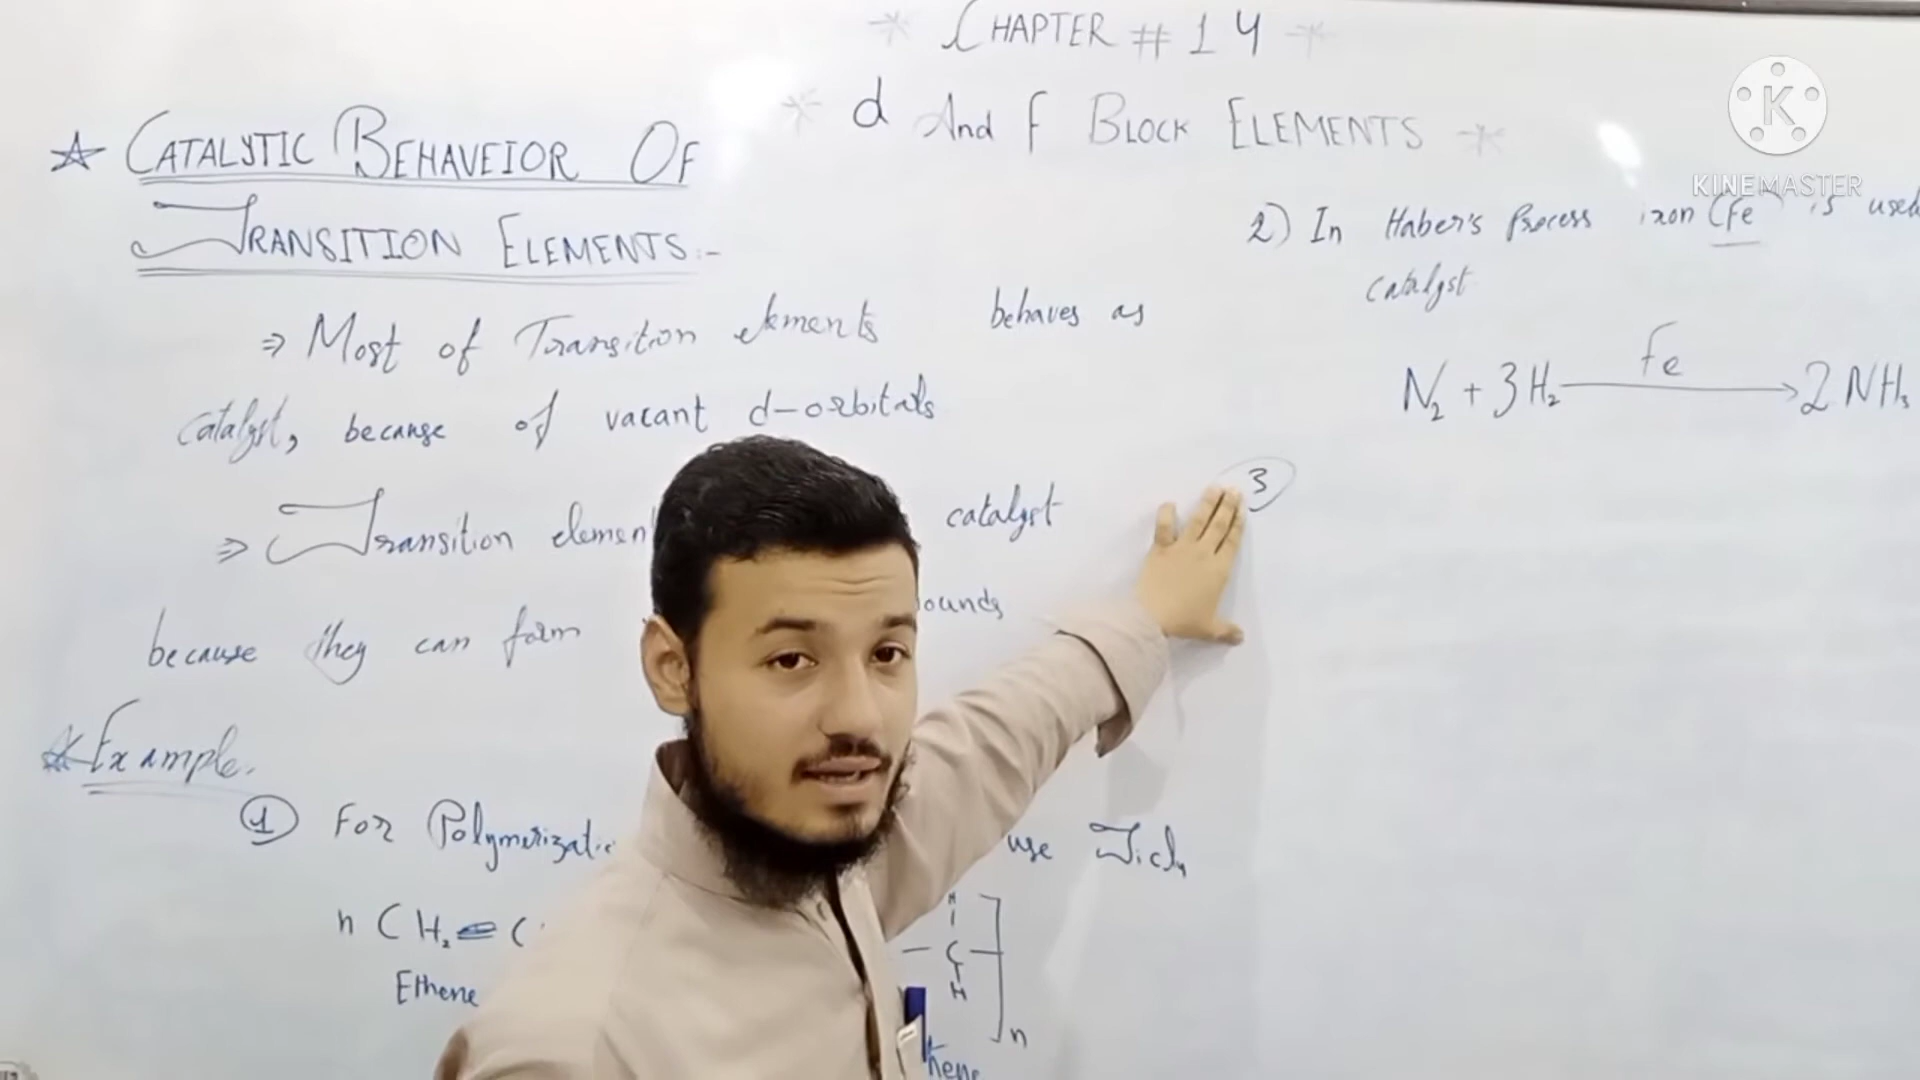 CHAPTER # 14
d And f BLOCK ELEMENTS
CATALYTIC BEHAVEIOR OF
TRANSITION ELEMENTS:-
⇒ Most of Transition elements behaves as
catalyst, because of vacant d-orbitals
⇒ Transition elemen catalyst
because they can form ounds
Example.
1 For Polymerizatio use Ticl4
n CH2=C
Ethene
H
C
H
n
hene
2) In Haber's Process iron (Fe) is used
catalyst
Fe
N2 + 3H2 → 2NH3
3
K
KINEMASTER